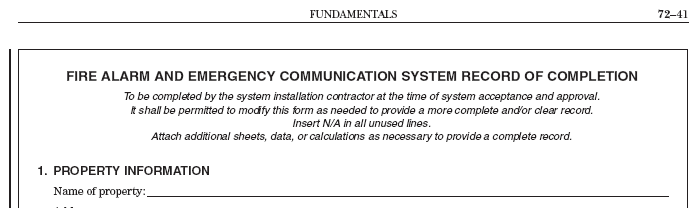 FUNDAMENTALS 72–41
FIRE ALARM AND EMERGENCY COMMUNICATION SYSTEM RECORD OF COMPLETION
To be completed by the system installation contractor at the time of system acceptance and approval.
It shall be permitted to modify this form as needed to provide a more complete and/or clear record.
Insert N/A in all unused lines.
Attach additional sheets, data, or calculations as necessary to provide a complete record.
1. PROPERTY INFORMATION
Name of property: